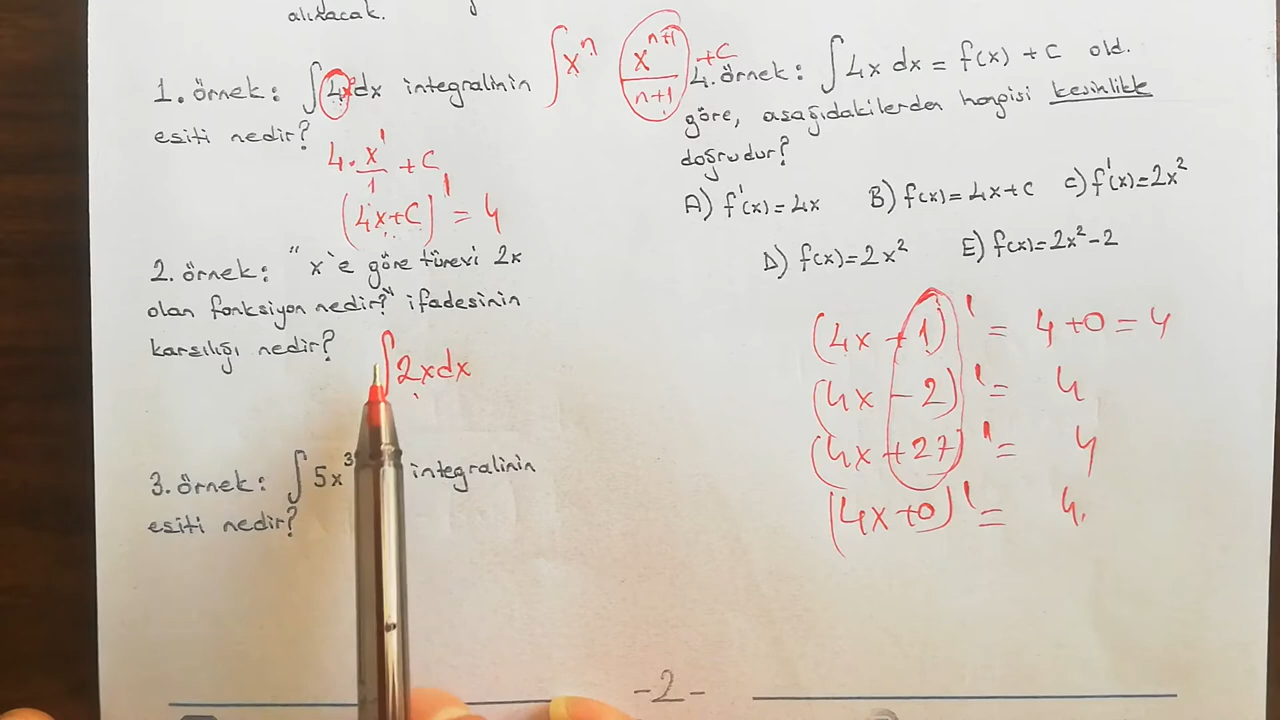 alınacak.
1. örnek: ∫4x⁰dx integralinin
eşiti nedir?
4 · x¹/1 + C
(4x+C)' = 4
∫xⁿ xⁿ⁺¹/n+1 +C
2. örnek: "x'e göre türevi 2x
olan fonksiyon nedir?" ifadesinin
karşılığı nedir?
∫2xdx
3. örnek: ∫5x³ integralinin
eşiti nedir?
4. örnek: ∫4x dx = f(x) + C old.
göre, aşağıdakilerden hangisi kesinlikle
doğrudur?
A) f'(x)=4x B) f(x)=4x+C C) f'(x)=2x²
D) f(x)=2x² E) f(x)=2x²-2
(4x+1)' = 4+0=4
(4x-2)' = 4
(4x+27)' = 4
(4x+0)' = 4.
-2-